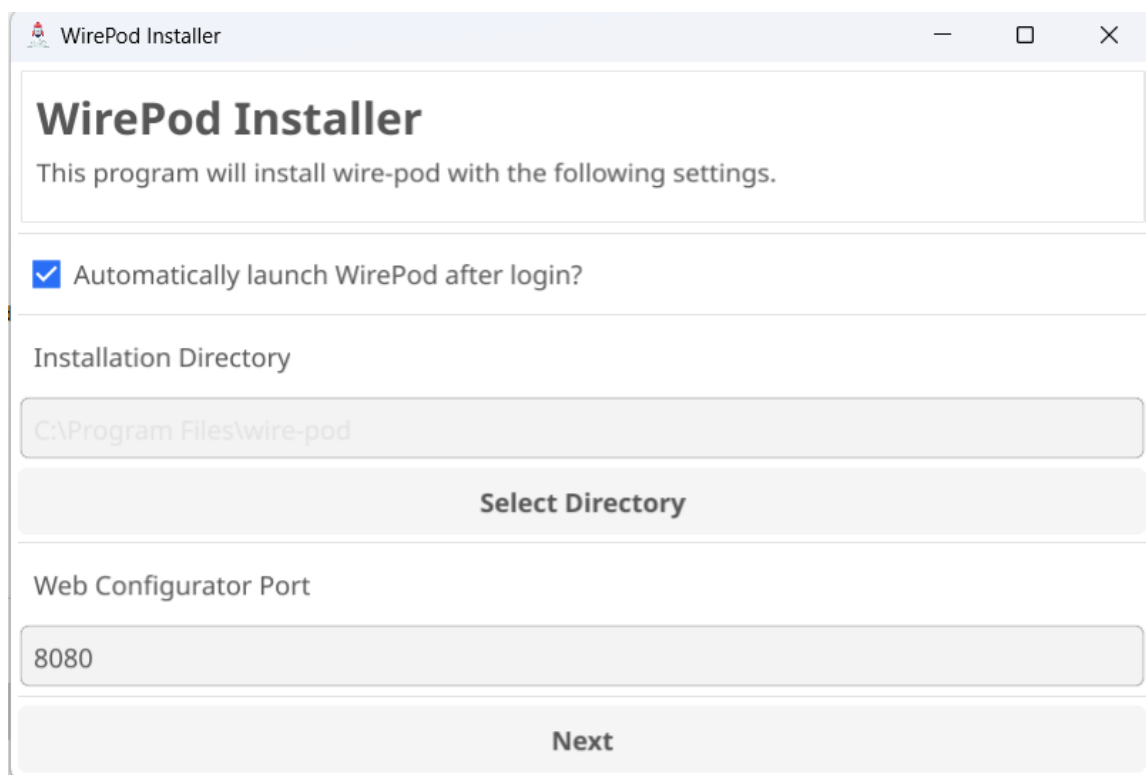 WirePod Installer
WirePod Installer
This program will install wire-pod with the following settings.
Automatically launch WirePod after login?
Installation Directory
C:\Program Files\wire-pod
Select Directory
Web Configurator Port
8080
Next